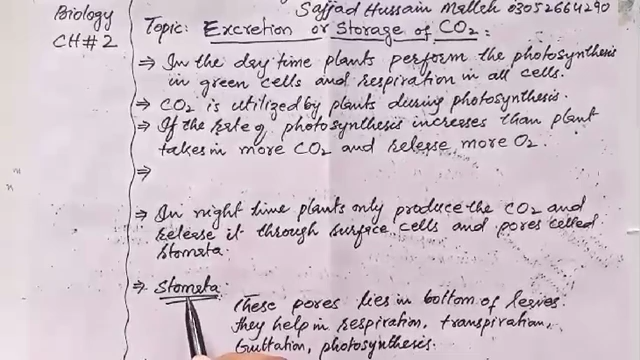 Biology
CH#2
Sajjad Hussain Malleh 03052664290
Topic: Excretion or Storage of CO₂:
⇒ In the day time plants perform the photosynthesis
in green cells and respiration in all cells.
→ CO₂ is utilized by plants during photosynthesis.
⇒ If the rate of photosynthesis increases than plant
takes in more CO₂ and release more O₂.
⇒
⇒ In night time plants only produce the CO₂ and
release it through surface cells and pores called
Stomata.
⇒ Stomata:
These pores lies in bottom of leaves.
They help in respiration, transpiration,
Guttation, photosynthesis.